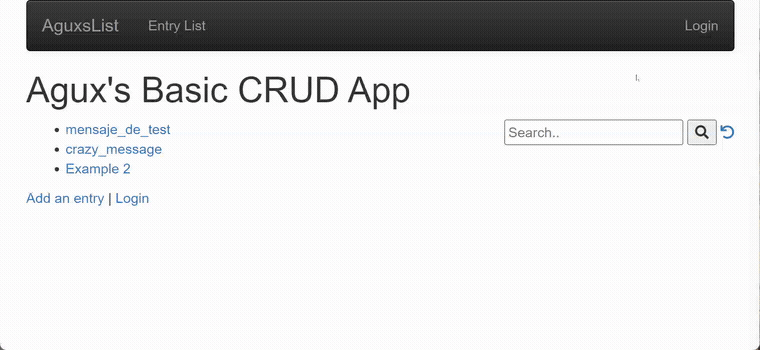 AguxsList Entry List Login
Agux's Basic CRUD App
mensaje_de_test
Search..
crazy_message
Example 2
Add an entry | Login